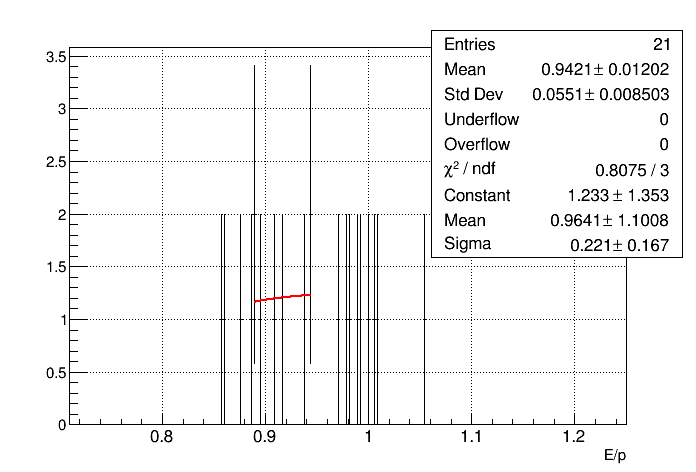 Entries 21
Mean 0.9421± 0.01202
Std Dev 0.0551± 0.008503
Underflow 0
Overflow 0
χ² / ndf 0.8075 / 3
Constant 1.233 ± 1.353
Mean 0.9641± 1.1008
Sigma 0.221± 0.167
3.5
3
2.5
2
1.5
1
0.5
0
0.8 0.9 1 1.1 1.2
E/p